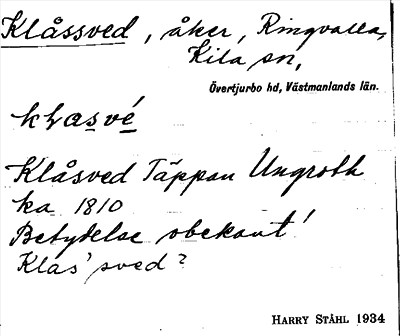 Klåssved, åker, Ringvalla,
Kila sn,
Övertjurbo hd, Västmanlands län.
Klåsved Täppan Ungroth
ka 1810
Betydelse obekant!
Klas' sved?
HARRY STÅHL 1934